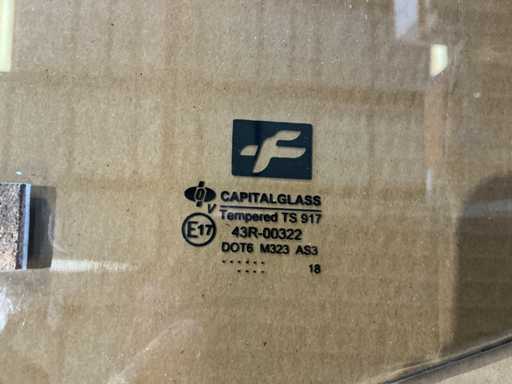 CAPITALGLASS
V Tempered TS 917
E17 43R-00322
DOT6 M323 AS3
...... .... 18